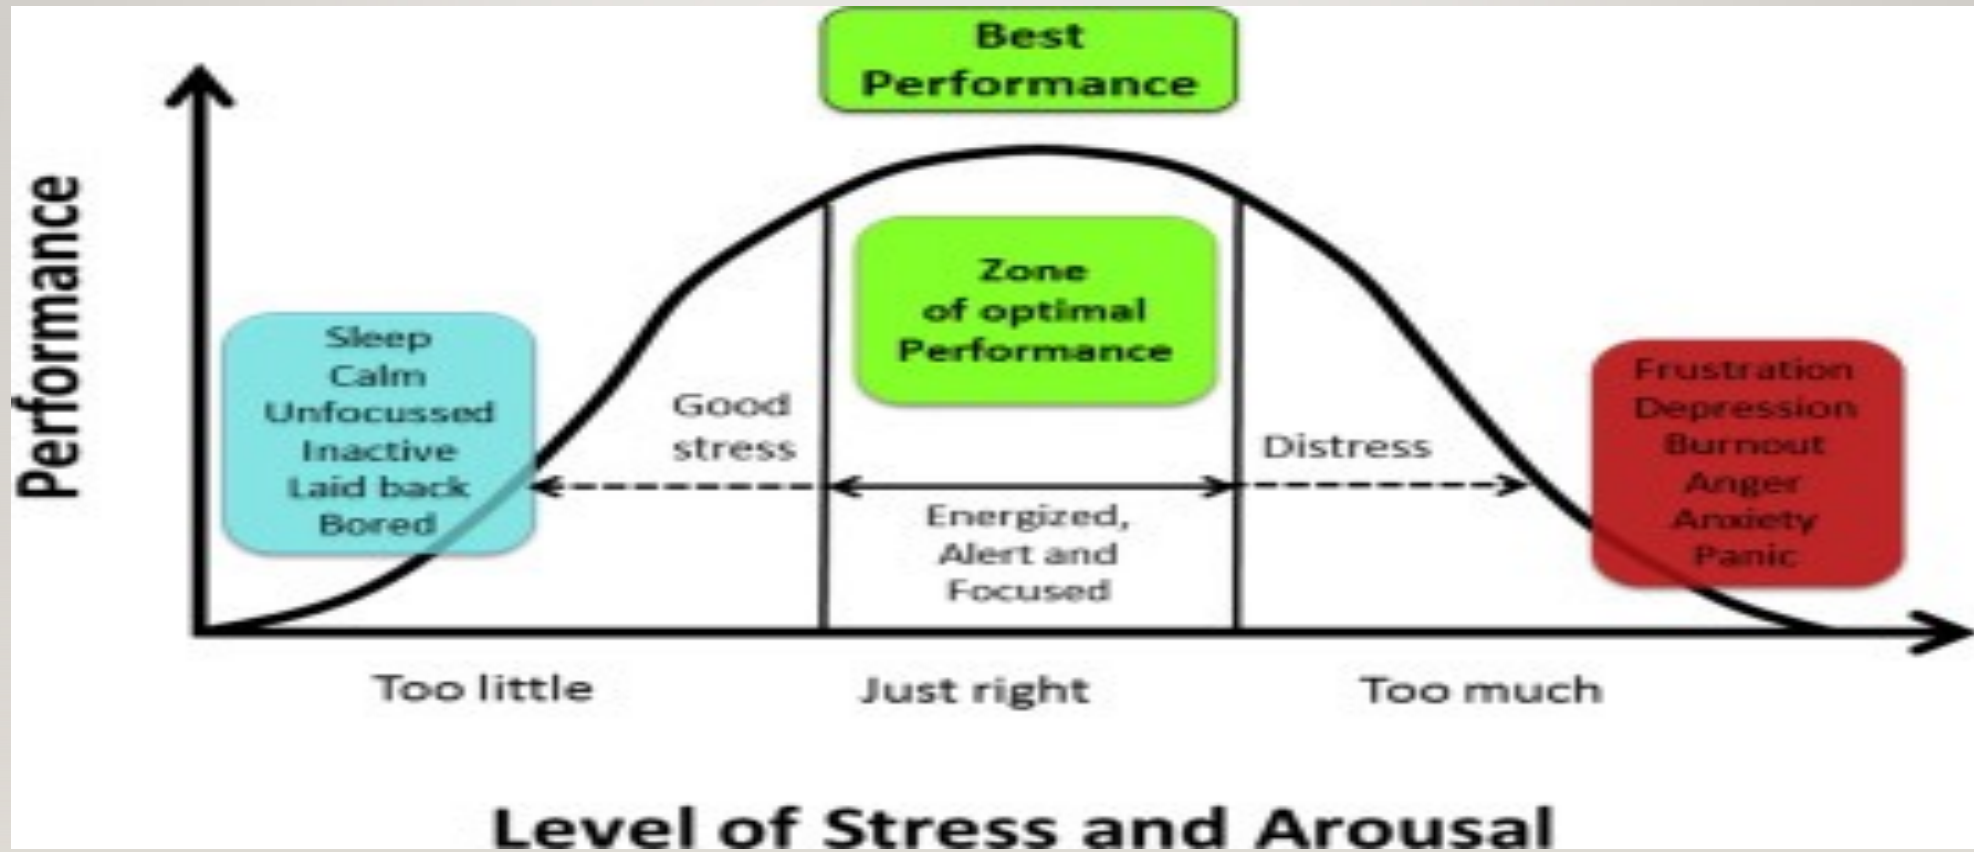 Best
Performance
Performance
Zone
of optimal
Performance
Sleep
Calm
Unfocussed
Inactive
Laid back
Bored
Good
stress
Distress
Frustration
Depression
Burnout
Anger
Anxiety
Panic
Energized,
Alert and
Focused
Too little
Just right
Too much
Level of Stress and Arousal